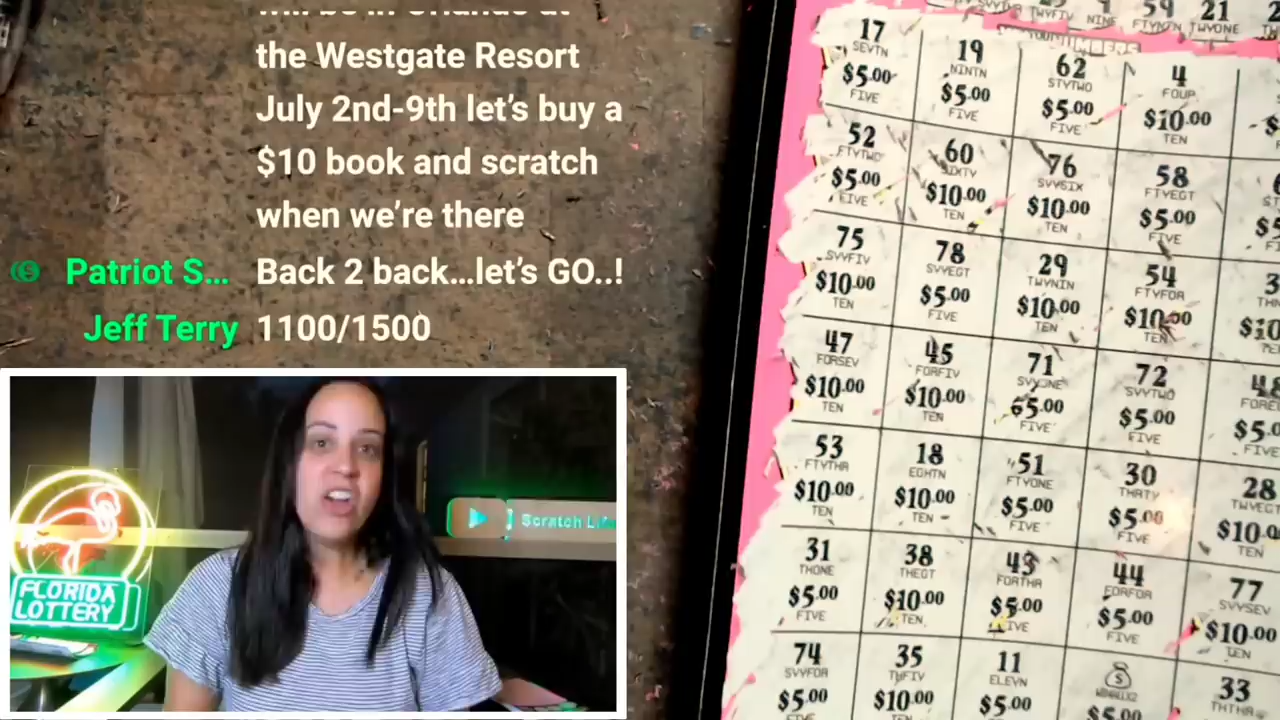 the Westgate Resort
July 2nd-9th let's buy a
$10 book and scratch
when we're there
Patriot S... Back 2 back...let's GO..!
Jeff Terry 1100/1500
FLORIDA
LOTTERY
NINE 59 21
FTYNIN TWYONE
17 19 62 4
SEVTN NINTN STYTWO FOUR
$5.00 $5.00 $5.00 $10.00
FIVE FIVE FIVE TEN
52 60 76 58
FTYTWO SIXTY SVYSIX FTYEGT
$5.00 $10.00 $10.00 $5.00
FIVE TEN TEN FIVE
75 78 29 54
SVYFIV SVYEGT TWYNIN FTYFOR
$10.00 $5.00 $10.00 $10.00
TEN FIVE TEN TEN
47 45 71 72
FORSEV FORFIV SVYONE SVYTWO
$10.00 $10.00 $5.00 $5.00
TEN TEN FIVE FIVE
53 18 51 30 28
FTYTHR EGHTN FTYONE THRTY TWYEGT
$10.00 $10.00 $5.00 $5.00 $10.00
TEN TEN FIVE FIVE TEN
31 38 43 44 77
THONE THEGT FORTHR FORFOR SVYSEV
$5.00 $10.00 $5.00 $5.00 $10.00
FIVE TEN FIVE FIVE TEN
74 35 11 33
SVYFOR THFIV ELEVN THTHR
$5.00 $10.00 $5.00 $5.00